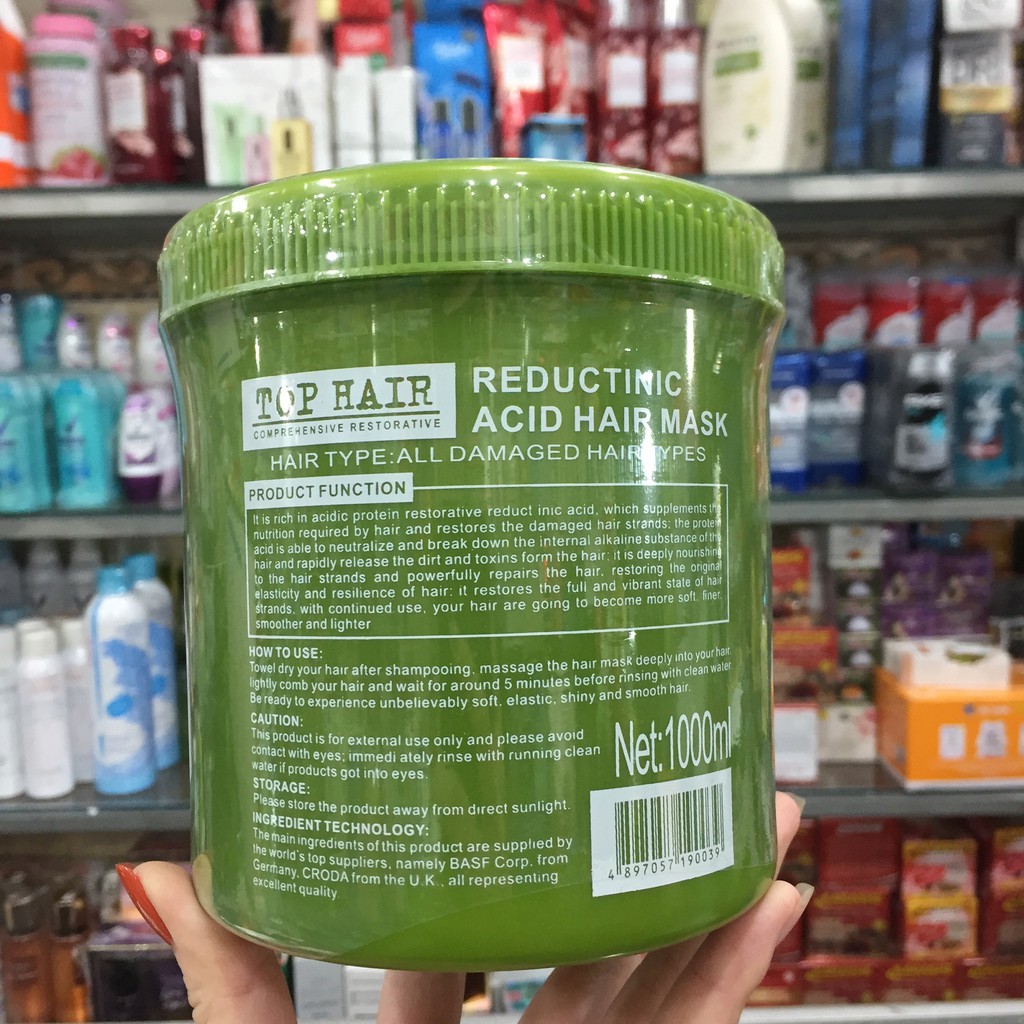 TOP HAIR
COMPREHENSIVE RESTORATIVE
REDUCTINIC
ACID HAIR MASK
HAIR TYPE:ALL DAMAGED HAIR TYPES
PRODUCT FUNCTION
It is rich in acidic protein restorative reduct inic acid, which supplements the
nutrition required by hair and restores the damaged hair strands: the protein
acid is able to neutralize and break down the internal alkaline substance of the
hair and rapidly release the dirt and toxins form the hair: it is deeply nourishing
to the hair strands and powerfully repairs the hair, restoring the original
elasticity and resilience of hair: it restores the full and vibrant state of hair
strands, with continued use, your hair are going to become more soft, finer,
smoother and lighter
HOW TO USE:
Towel dry your hair after shampooing, massage the hair mask deeply into your hair,
lightly comb your hair and wait for around 5 minutes before rinsing with clean water
Be ready to experience unbelievably soft, elastic, shiny and smooth hair.
CAUTION:
This product is for external use only and please avoid
contact with eyes; immedi ately rinse with running clean
water if products got into eyes.
Net:1000ml
STORAGE:
Please store the product away from direct sunlight.
INGREDIENT TECHNOLOGY:
The main ingredients of this product are supplied by
the world's top suppliers, namely BASF Corp. from
Germany, CRODA from the U.K., all representing
excellent quality
4 897057 190039